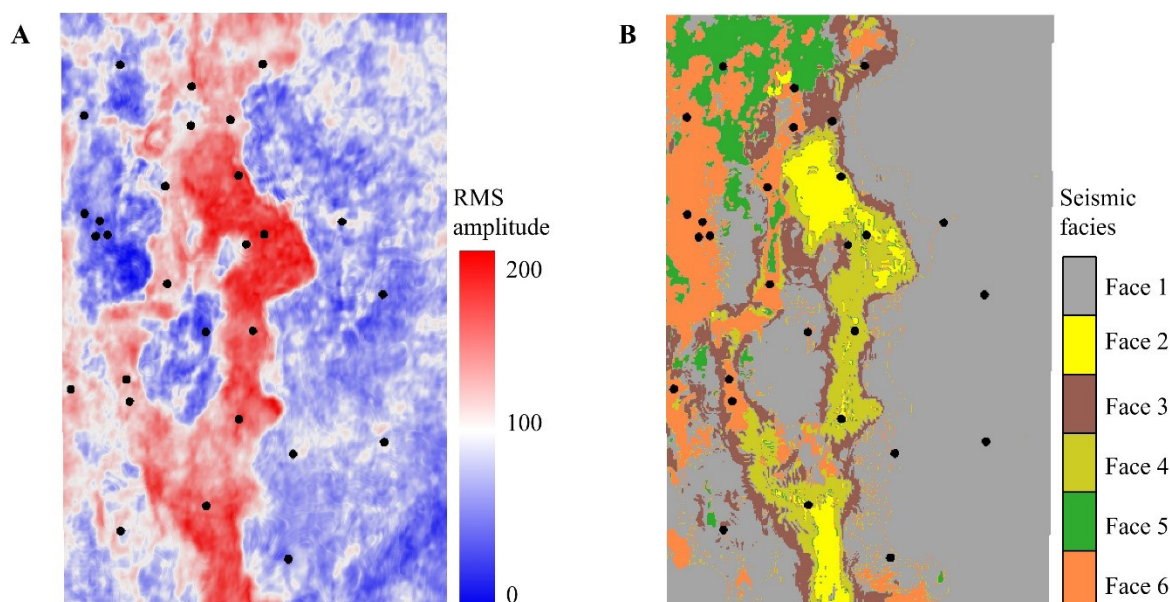 A
RMS
amplitude
200
100
0
B
Seismic
facies
Face 1
Face 2
Face 3
Face 4
Face 5
Face 6